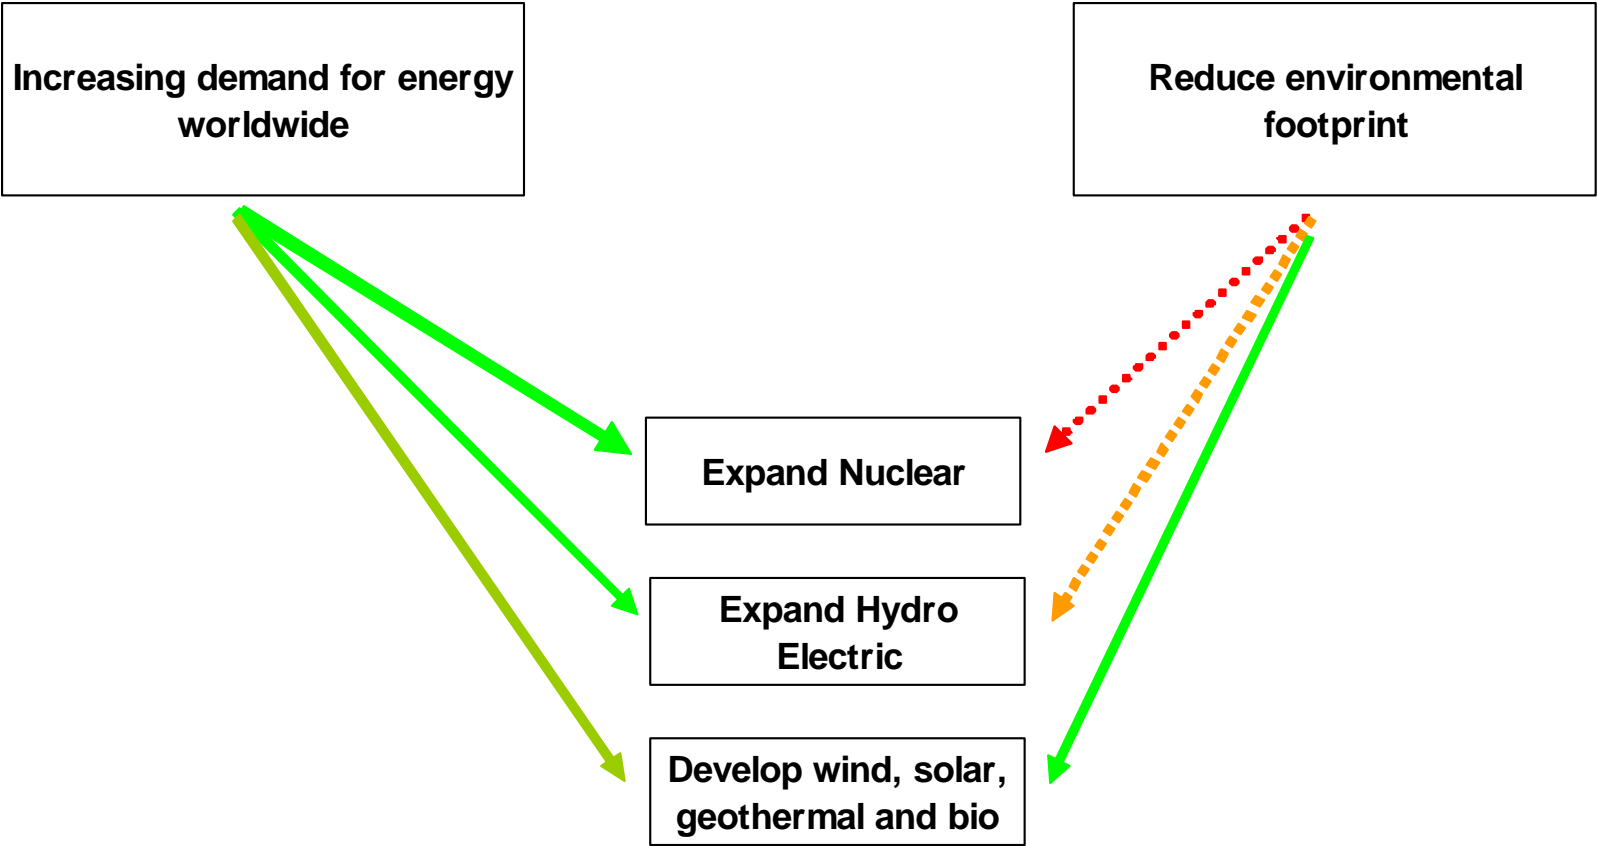 Increasing demand for energy
worldwide
Reduce environmental
footprint
Expand Nuclear
Expand Hydro
Electric
Develop wind, solar,
geothermal and bio